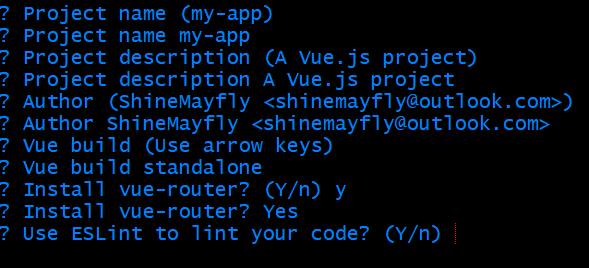 ? Project name (my-app)
? Project name my-app
? Project description (A Vue.js project)
? Project description A Vue.js project
? Author (ShineMayfly <shinemayfly@outlook.com>)
? Author ShineMayfly <shinemayfly@outlook.com>
? Vue build (Use arrow keys)
? Vue build standalone
? Install vue-router? (Y/n) y
? Install vue-router? Yes
? Use ESLint to lint your code? (Y/n)